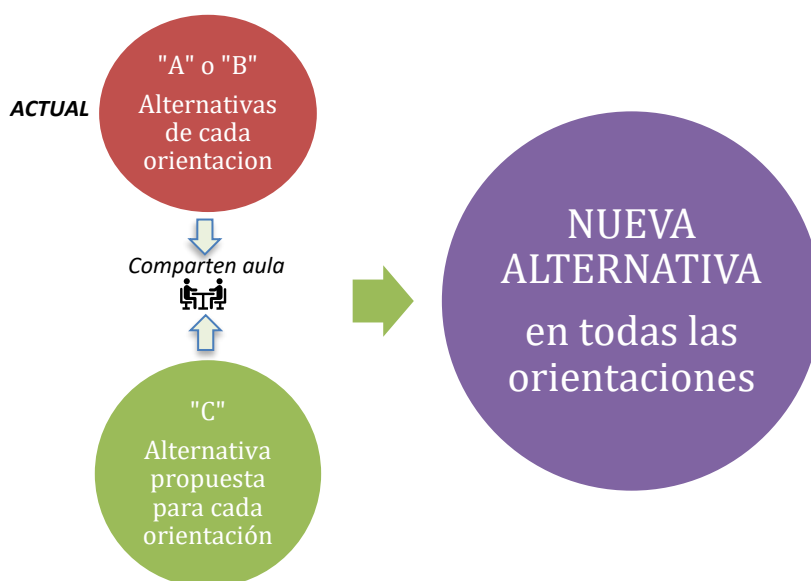 "A" o "B"
Alternativas
de cada
orientacion
ACTUAL
Comparten aula
"C"
Alternativa
propuesta
para cada
orientación
NUEVA
ALTERNATIVA
en todas las
orientaciones